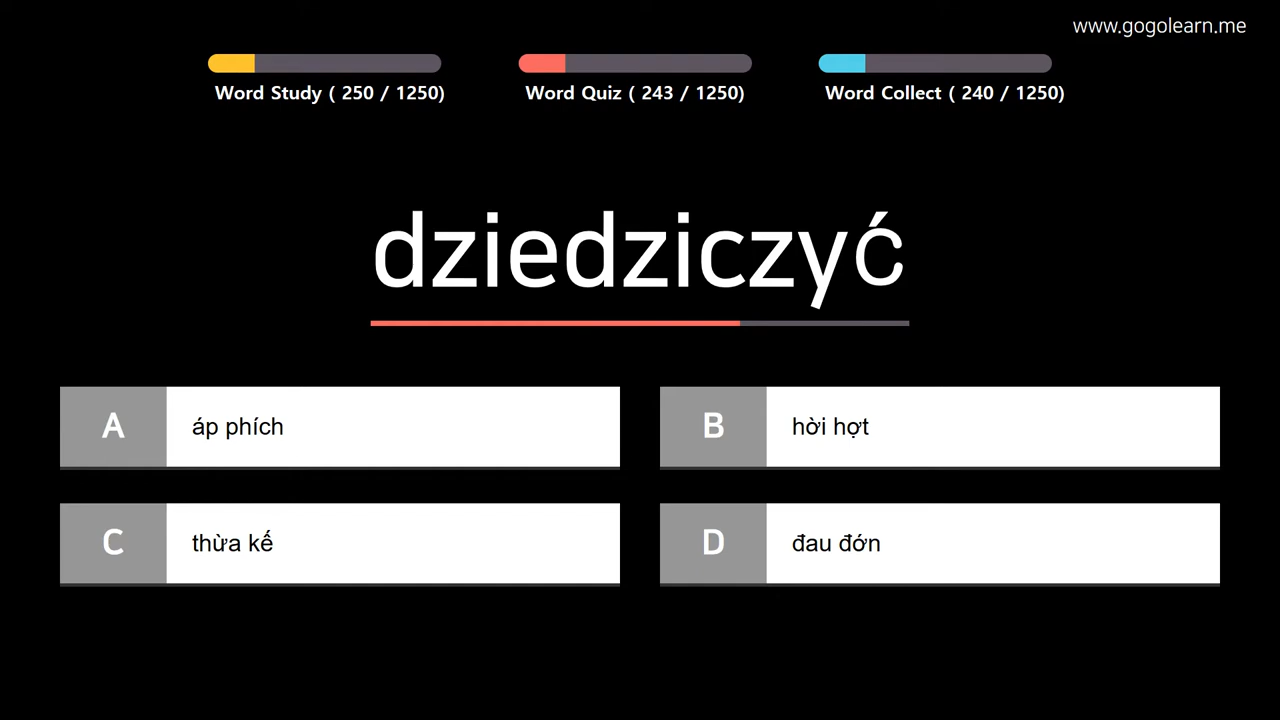 www.gogolearn.me
Word Study ( 250 / 1250)
Word Quiz ( 243 / 1250)
Word Collect ( 240 / 1250)
dziedziczyć
A áp phích
B hời hợt
C thừa kế
D đau đớn